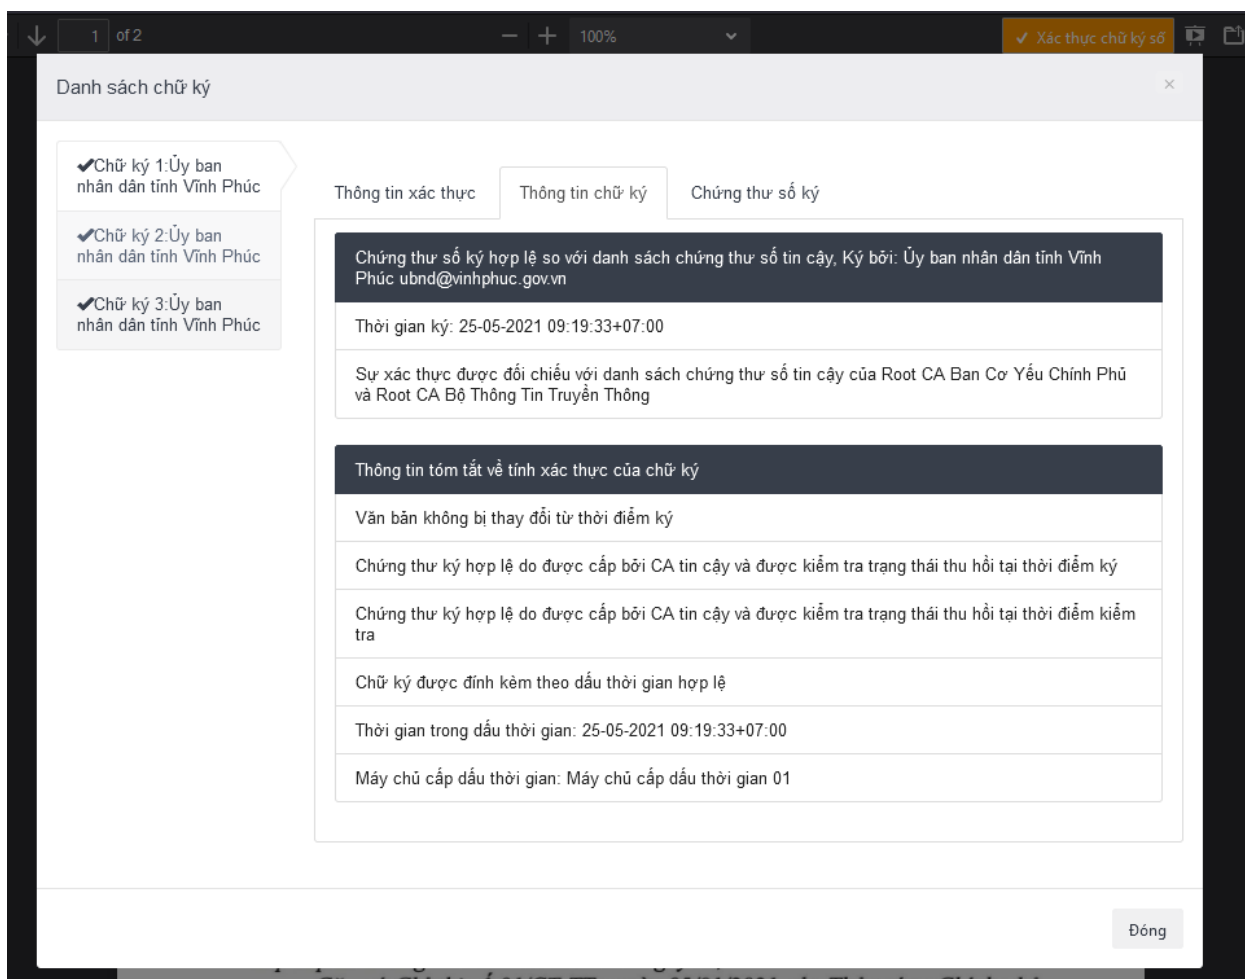 1 of 2
100%
Xác thực chữ ký số
Danh sách chữ ký
×
Chữ ký 1:Ủy ban
nhân dân tỉnh Vĩnh Phúc
Chữ ký 2:Ủy ban
nhân dân tỉnh Vĩnh Phúc
Chữ ký 3:Ủy ban
nhân dân tỉnh Vĩnh Phúc
Thông tin xác thực
Thông tin chữ ký
Chứng thư số ký
Chứng thư số ký hợp lệ so với danh sách chứng thư số tin cậy, Ký bởi: Ủy ban nhân dân tỉnh Vĩnh
Phúc ubnd@vinhphuc.gov.vn
Thời gian ký: 25-05-2021 09:19:33+07:00
Sự xác thực được đối chiếu với danh sách chứng thư số tin cậy của Root CA Ban Cơ Yếu Chính Phủ
và Root CA Bộ Thông Tin Truyền Thông
Thông tin tóm tắt về tính xác thực của chữ ký
Văn bản không bị thay đổi từ thời điểm ký
Chứng thư ký hợp lệ do được cấp bởi CA tin cậy và được kiểm tra trạng thái thu hồi tại thời điểm ký
Chứng thư ký hợp lệ do được cấp bởi CA tin cậy và được kiểm tra trạng thái thu hồi tại thời điểm kiểm
tra
Chữ ký được đính kèm theo dấu thời gian hợp lệ
Thời gian trong dấu thời gian: 25-05-2021 09:19:33+07:00
Máy chủ cấp dấu thời gian: Máy chủ cấp dấu thời gian 01
Đóng